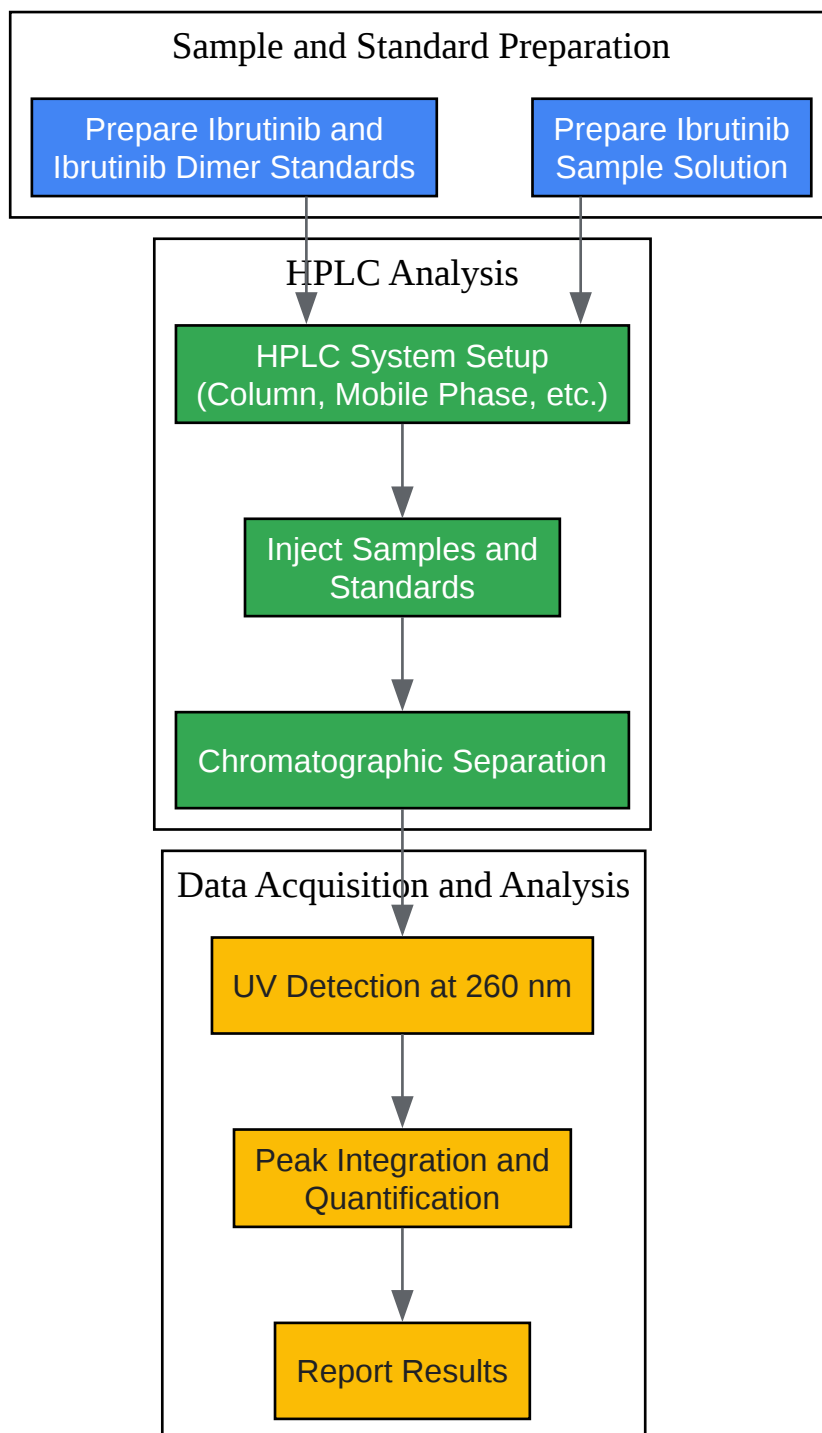 Sample and Standard Preparation
Prepare Ibrutinib and
Ibrutinib Dimer Standards
Prepare Ibrutinib
Sample Solution
HPLC Analysis
HPLC System Setup
(Column, Mobile Phase, etc.)
Inject Samples and
Standards
Chromatographic Separation
Data Acquisition and Analysis
UV Detection at 260 nm
Peak Integration and
Quantification
Report Results